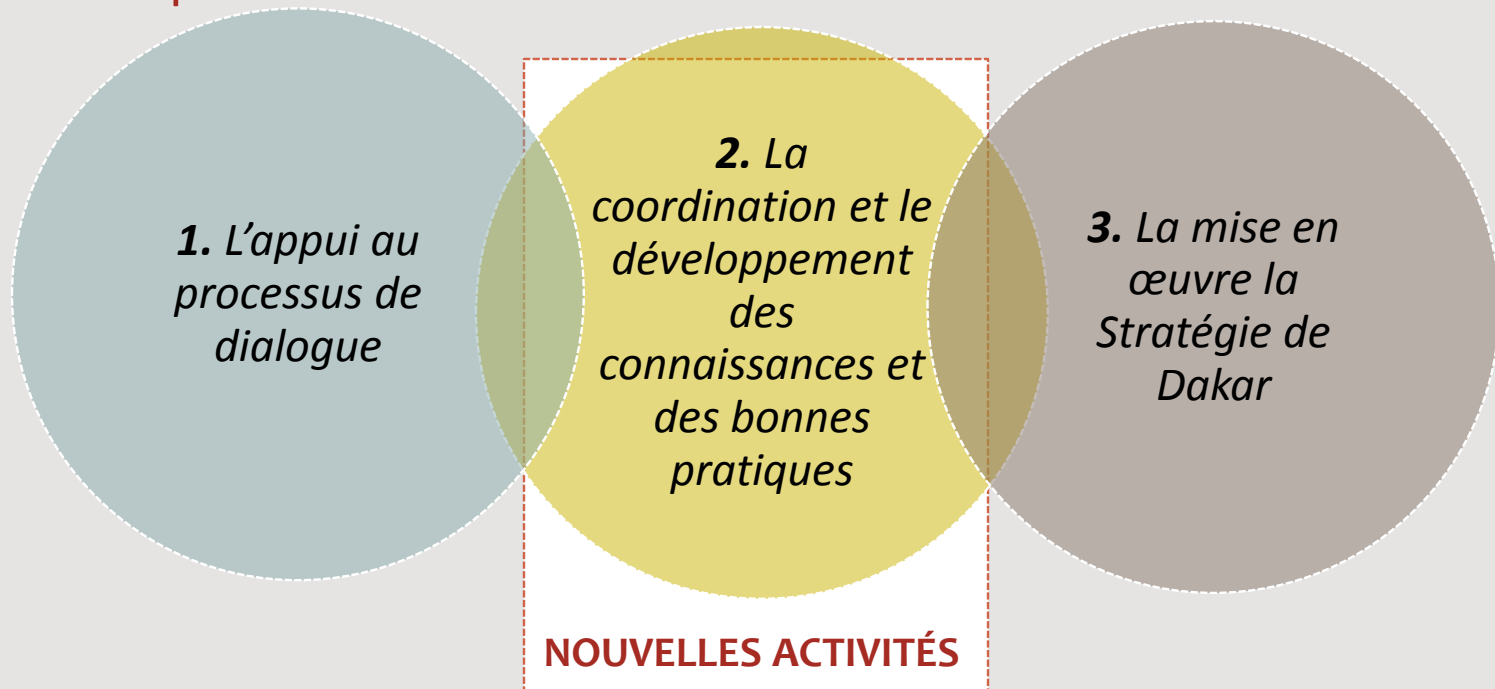 1. L’appui au
processus de
dialogue
2. La
coordination et le
développement
des
connaissances et
des bonnes
pratiques
3. La mise en
œuvre la
Stratégie de
Dakar
NOUVELLES ACTIVITÉS